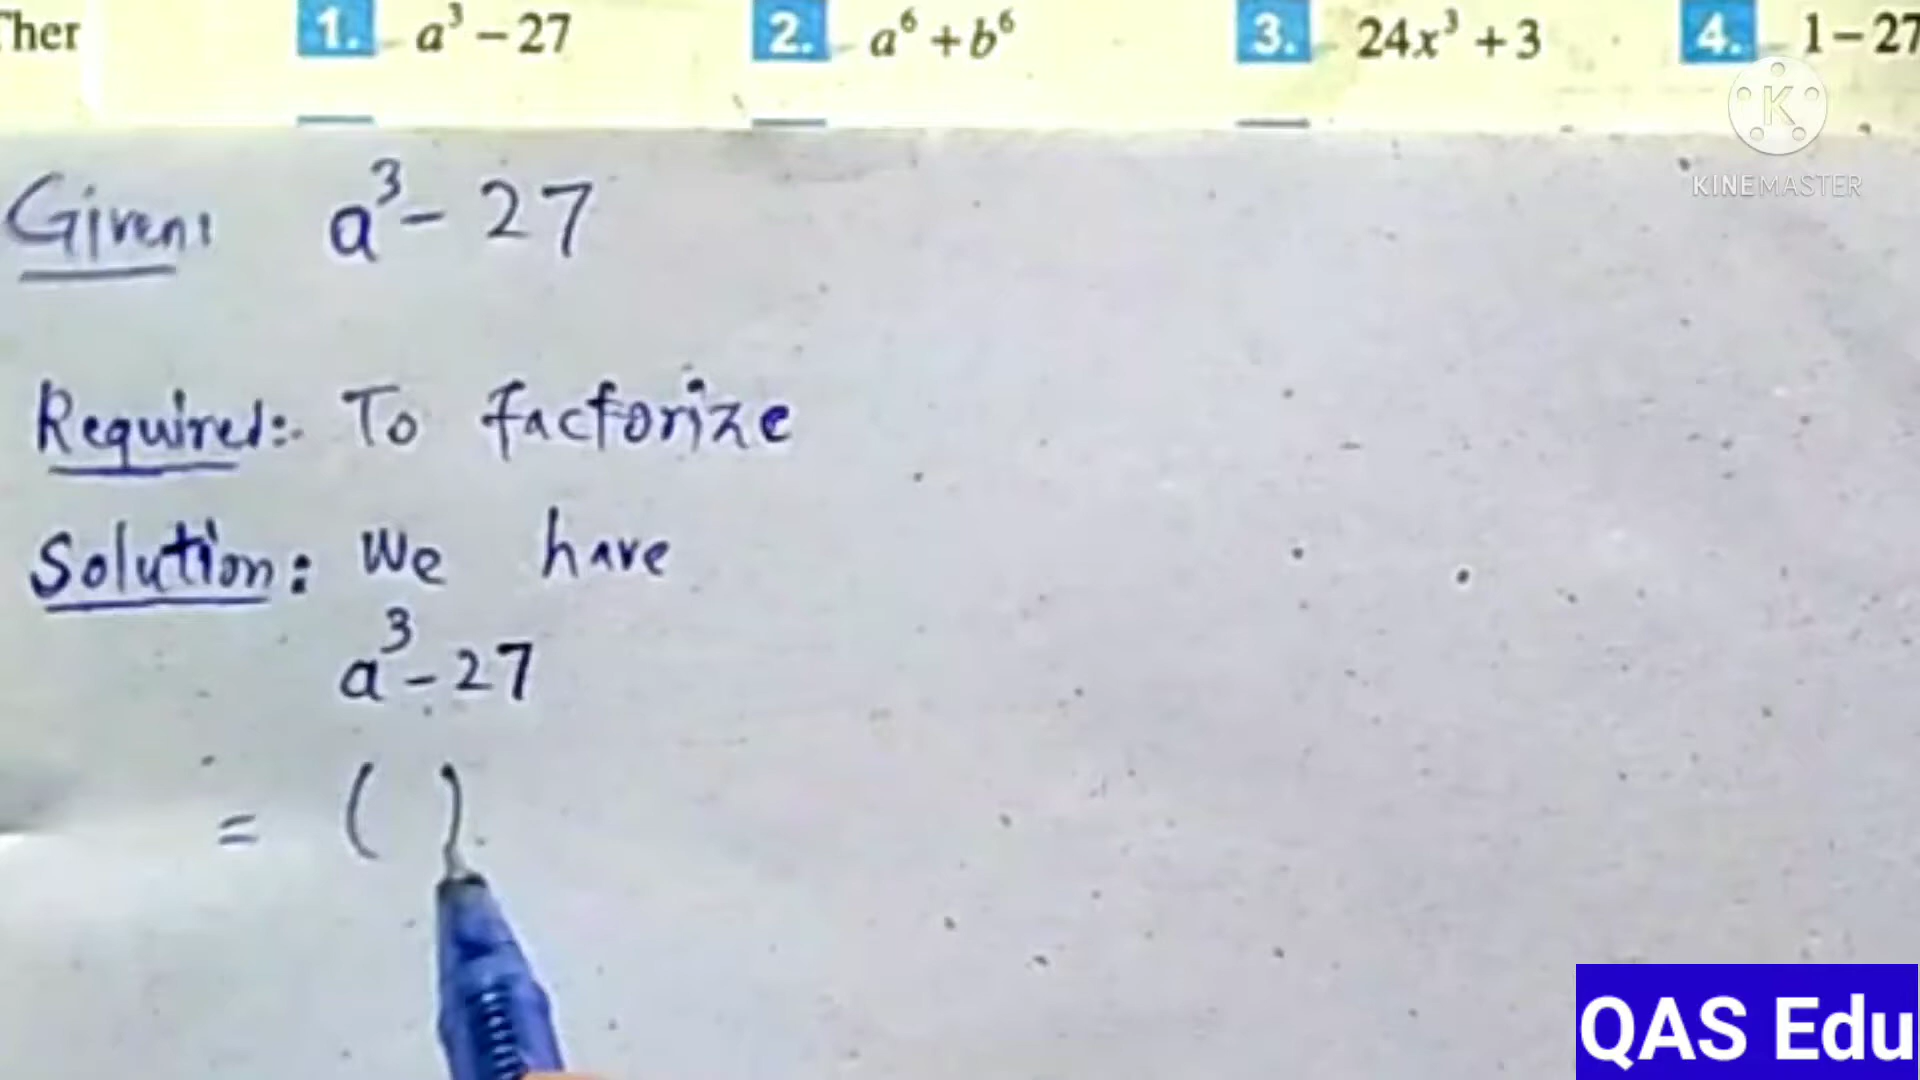 1. a³ − 27 2. a⁶ + b⁶ 3. 24x³ + 3 4. 1 − 27
KINEMASTER
Given: a³ - 27
Required:- To factorize
Solution: We have
a³ - 27
= ( )
QAS Edu